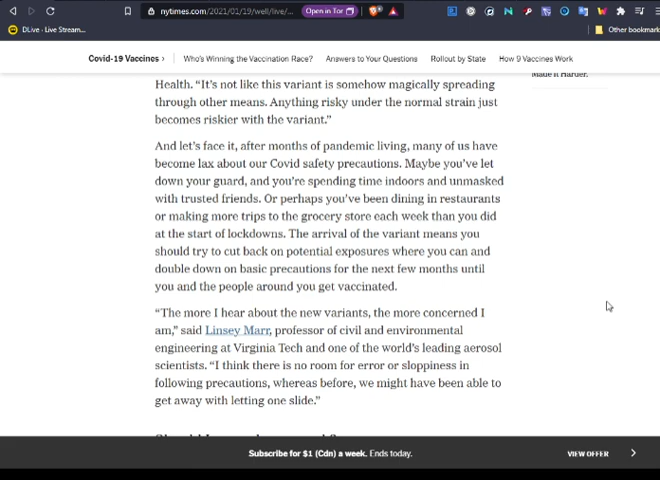 nytimes.com/2021/01/19/well/live/...
Open in Tor
DLive - Live Stream...
Other bookmark
Covid-19 Vaccines ›
Who's Winning the Vaccination Race?
Answers to Your Questions
Rollout by State
How 9 Vaccines Work
Made It Harder.
Health. “It’s not like this variant is somehow magically spreading
through other means. Anything risky under the normal strain just
becomes riskier with the variant.”
And let’s face it, after months of pandemic living, many of us have
become lax about our Covid safety precautions. Maybe you’ve let
down your guard, and you’re spending time indoors and unmasked
with trusted friends. Or perhaps you’ve been dining in restaurants
or making more trips to the grocery store each week than you did
at the start of lockdowns. The arrival of the variant means you
should try to cut back on potential exposures where you can and
double down on basic precautions for the next few months until
you and the people around you get vaccinated.
“The more I hear about the new variants, the more concerned I
am,” said Linsey Marr, professor of civil and environmental
engineering at Virginia Tech and one of the world’s leading aerosol
scientists. “I think there is no room for error or sloppiness in
following precautions, whereas before, we might have been able to
get away with letting one slide.”
Subscribe for $1 (Cdn) a week. Ends today.
VIEW OFFER